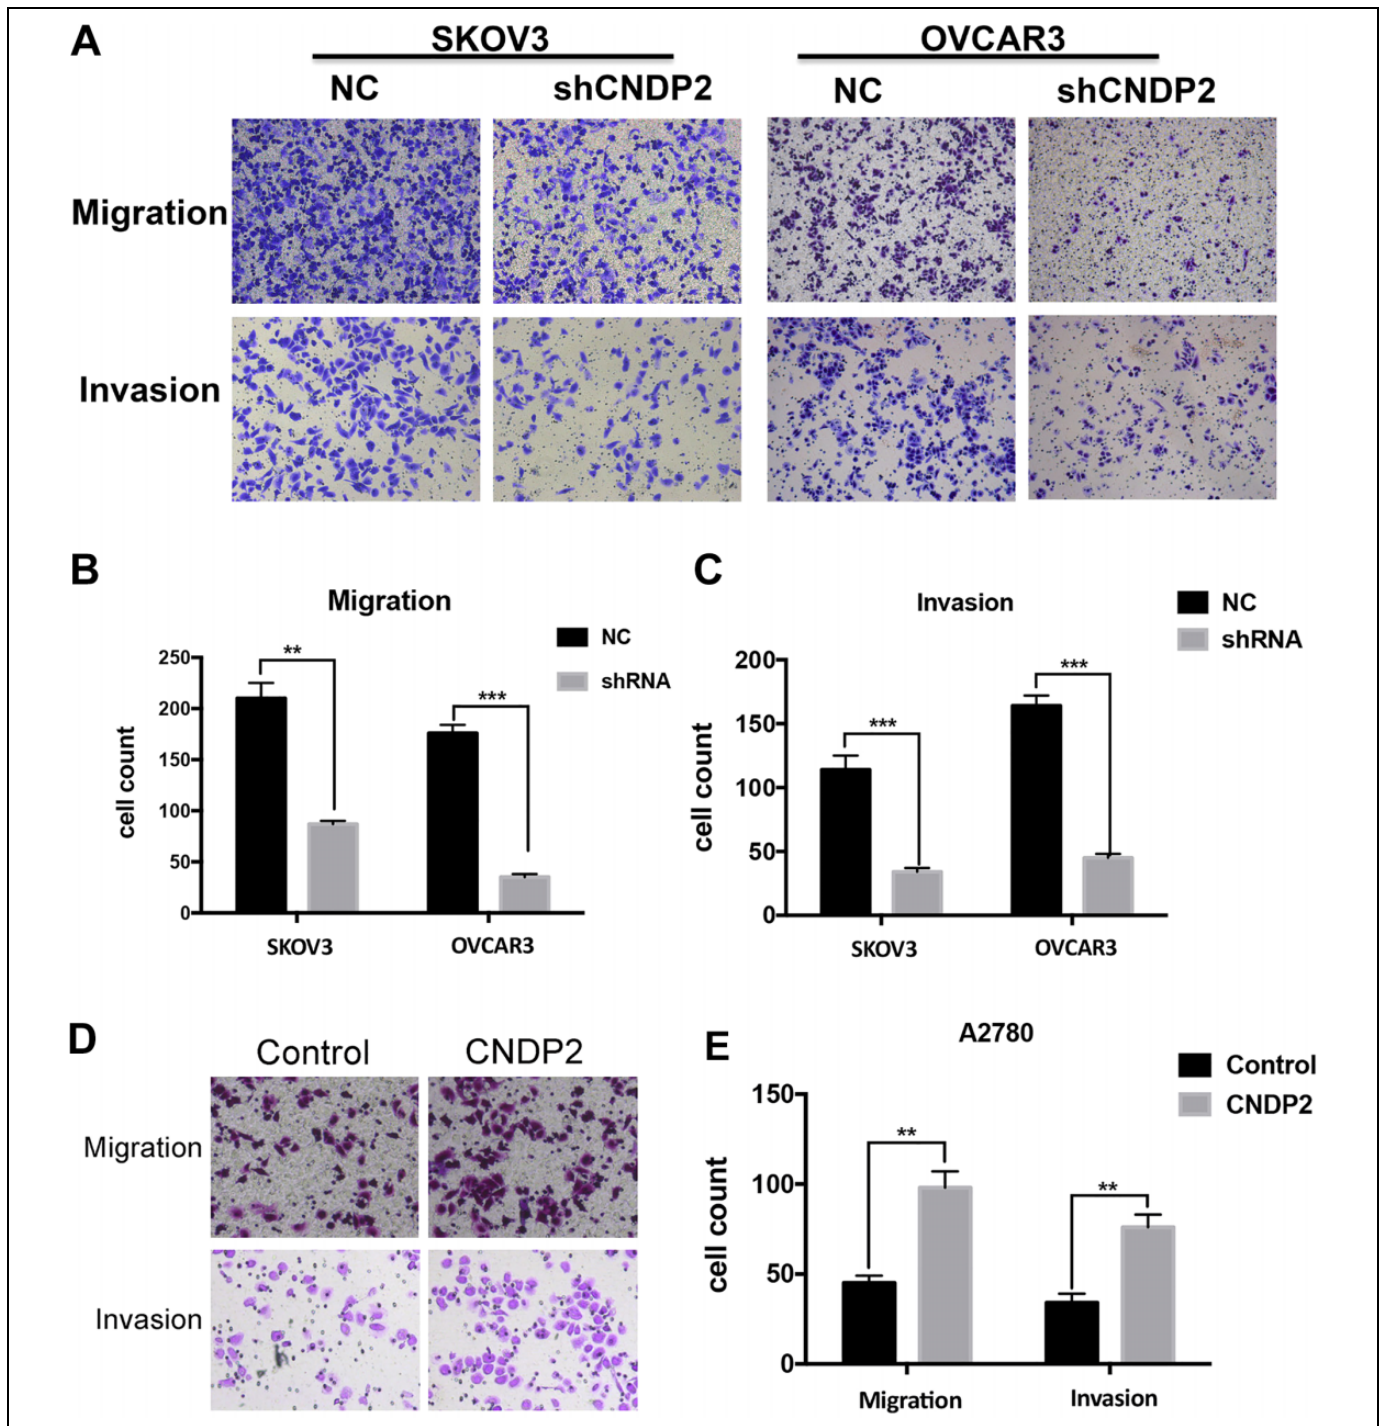 A
SKOV3
OVCAR3
NC
shCNDP2
NC
shCNDP2
Migration
Invasion
B
Migration
NC
shRNA
cell count
250
200
150
100
50
0
**
***
SKOV3
OVCAR3
C
Invasion
NC
shRNA
cell count
200
150
100
50
0
***
***
SKOV3
OVCAR3
D
Control
CNDP2
Migration
Invasion
E
A2780
Control
CNDP2
cell count
150
100
50
0
**
**
Migration
Invasion